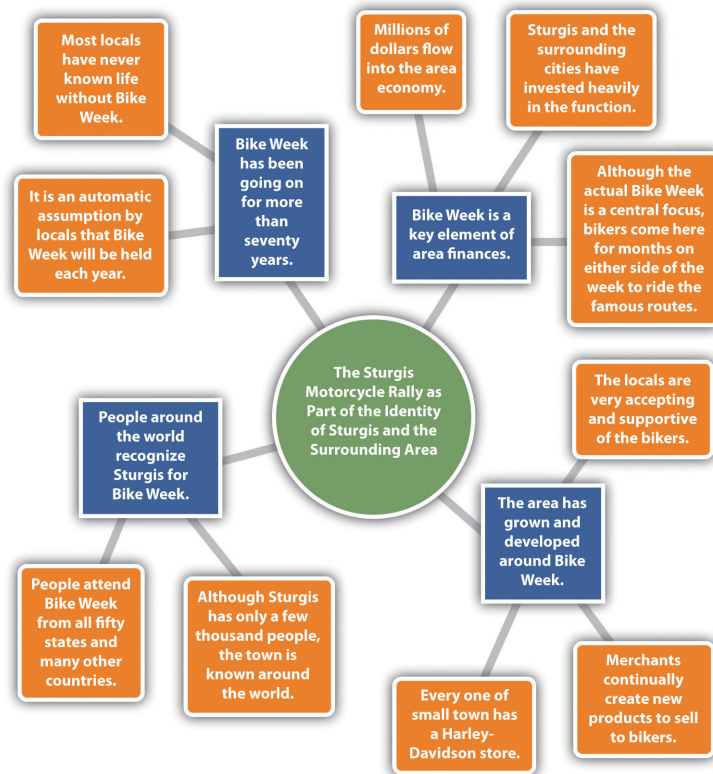 Most locals
have never
known life
without Bike
Week.
It is an automatic
assumption by
locals that Bike
Week will be held
each year.
Bike Week
has been
going on
for more
than
seventy
years.
Millions of
dollars flow
into the area
economy.
Sturgis and the
surrounding
cities have
invested heavily
in the function.
Although the
actual Bike Week
is a central focus,
bikers come here
for months on
either side of the
week to ride the
famous routes.
Bike Week is a
key element of
area finances.
The Sturgis
Motorcycle Rally as
Part of the Identity
of Sturgis and the
Surrounding Area
People around
the world
recognize
Sturgis for
Bike Week.
People attend
Bike Week
from all fifty
states and
many other
countries.
Although Sturgis
has only a few
thousand people,
the town is
known around
the world.
The locals are
very accepting
and supportive
of the bikers.
The area has
grown and
developed
around Bike
Week.
Every one of
small town has
a Harley-
Davidson store.
Merchants
continually
create new
products to sell
to bikers.